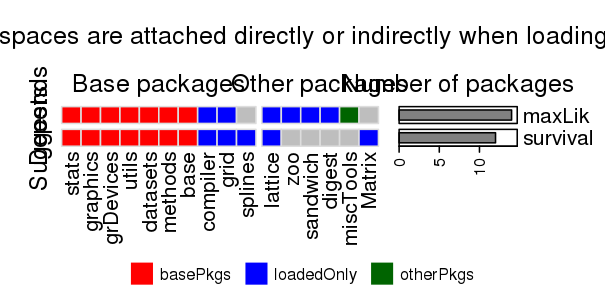 spaces are attached directly or indirectly when loading
Base packages
Other packages
Number of packages
Depends
Suggests
maxLik
survival
stats
graphics
grDevices
utils
datasets
methods
base
compiler
grid
splines
lattice
zoo
sandwich
digest
miscTools
Matrix
0
5
10
basePkgs
loadedOnly
otherPkgs